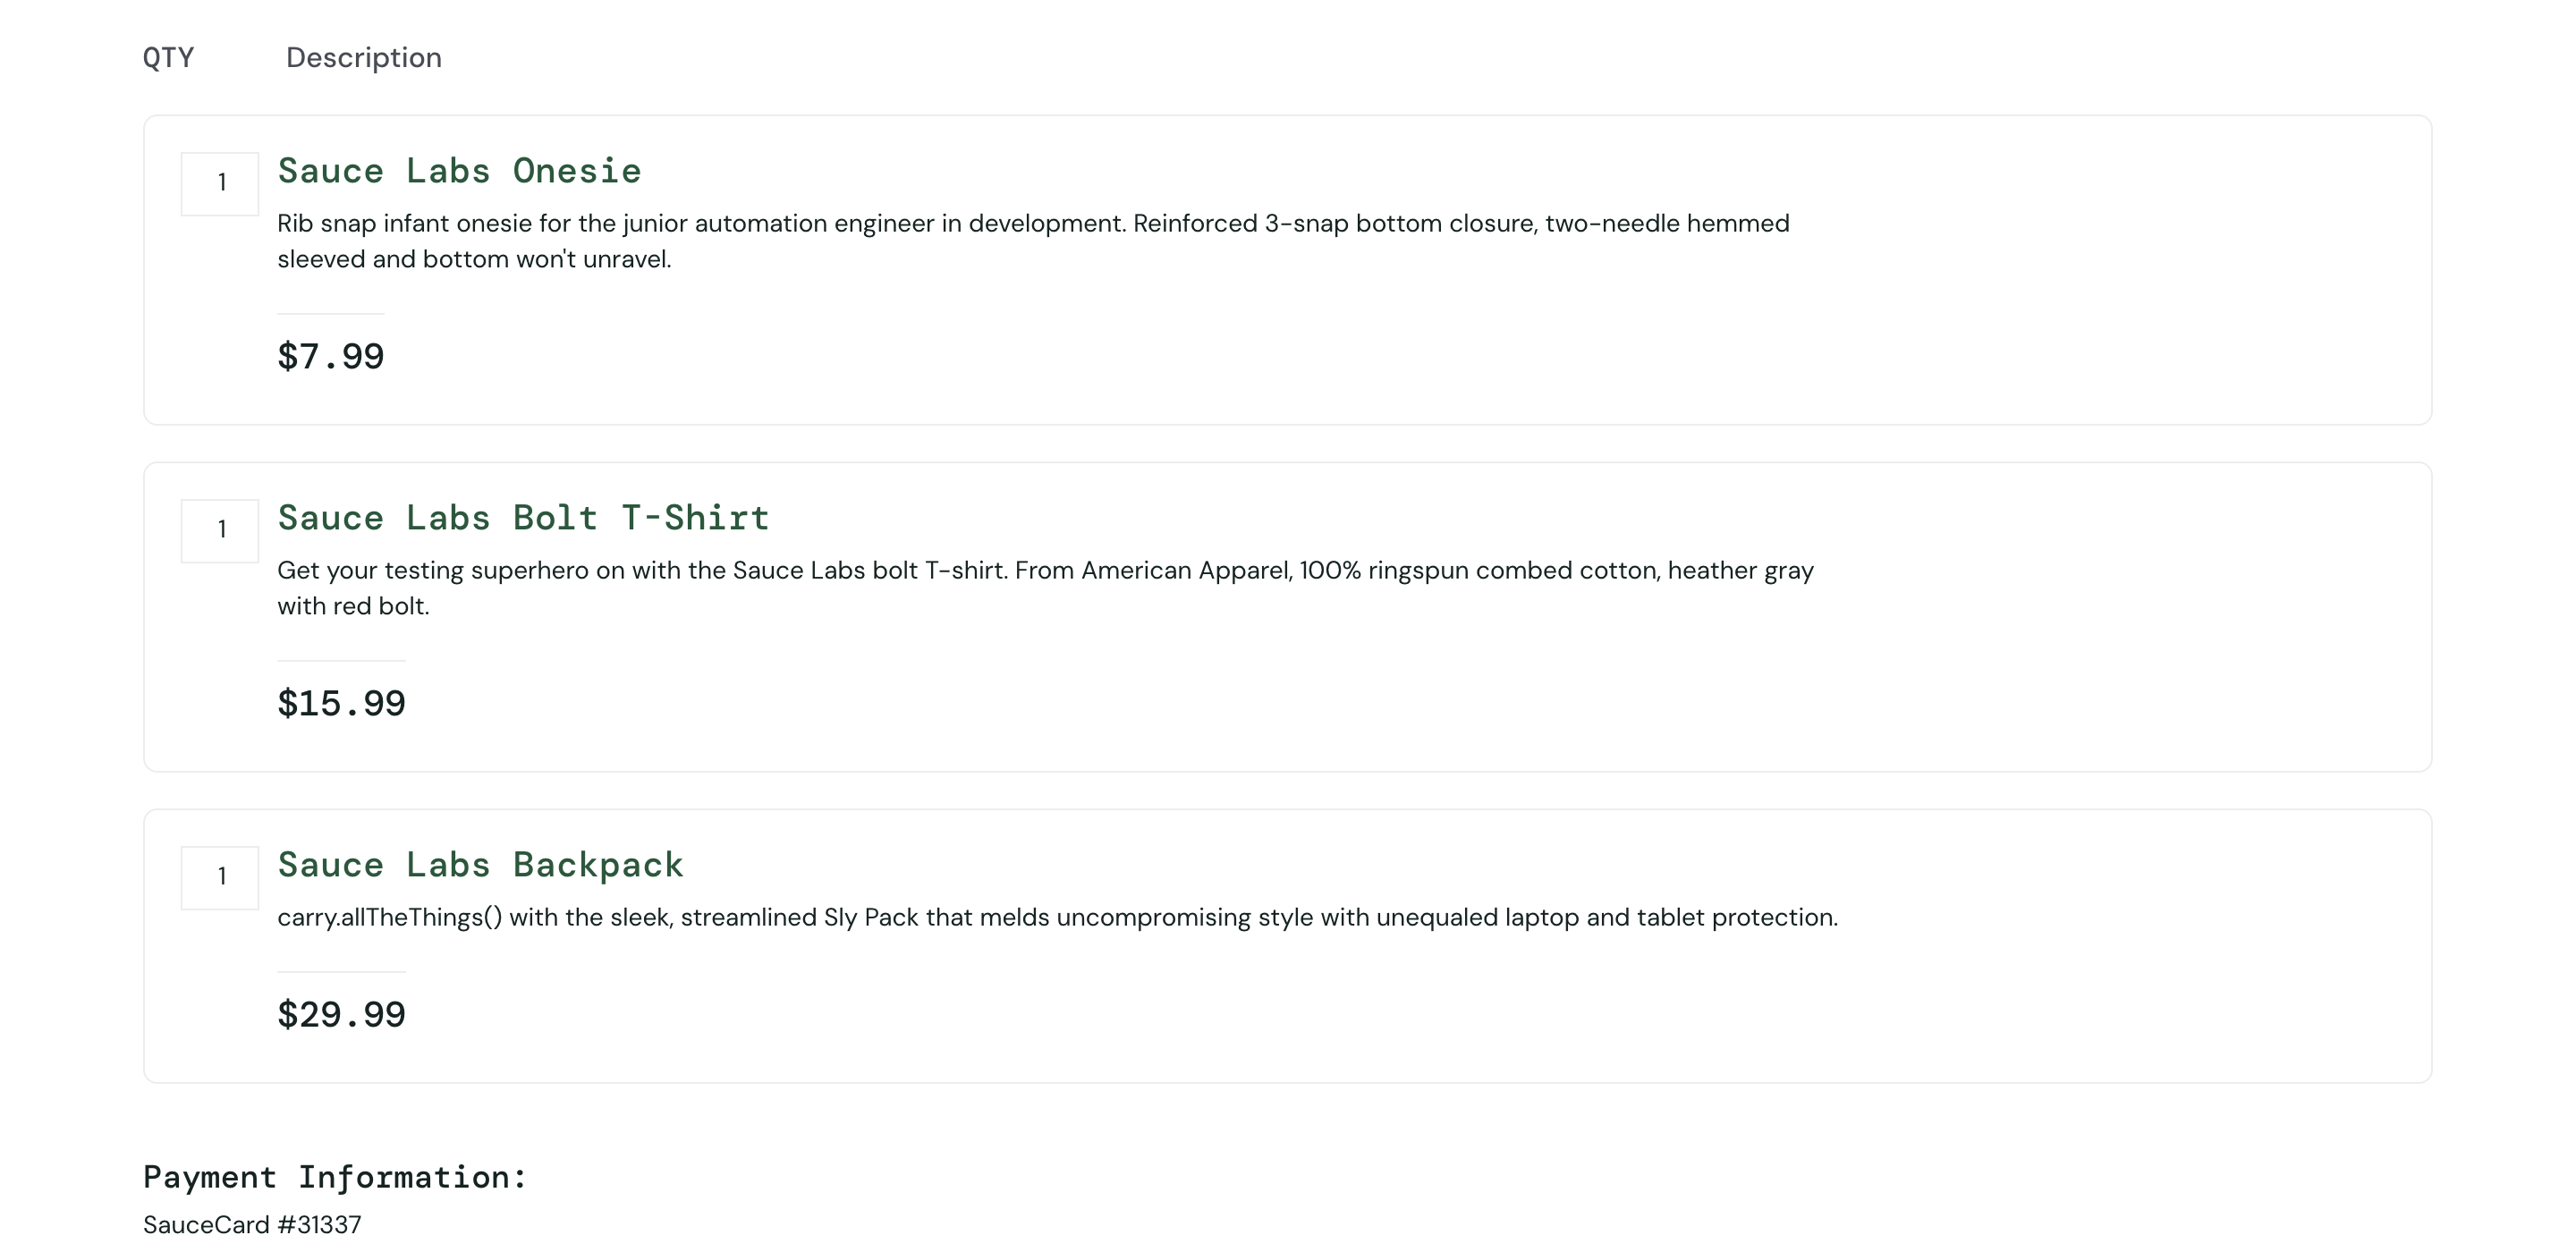 QTY Description
1 Sauce Labs Onesie
Rib snap infant onesie for the junior automation engineer in development. Reinforced 3-snap bottom closure, two-needle hemmed
sleeved and bottom won't unravel.
$7.99
1 Sauce Labs Bolt T-Shirt
Get your testing superhero on with the Sauce Labs bolt T-shirt. From American Apparel, 100% ringspun combed cotton, heather gray
with red bolt.
$15.99
1 Sauce Labs Backpack
carry.allTheThings() with the sleek, streamlined Sly Pack that melds uncompromising style with unequaled laptop and tablet protection.
$29.99
Payment Information:
SauceCard #31337